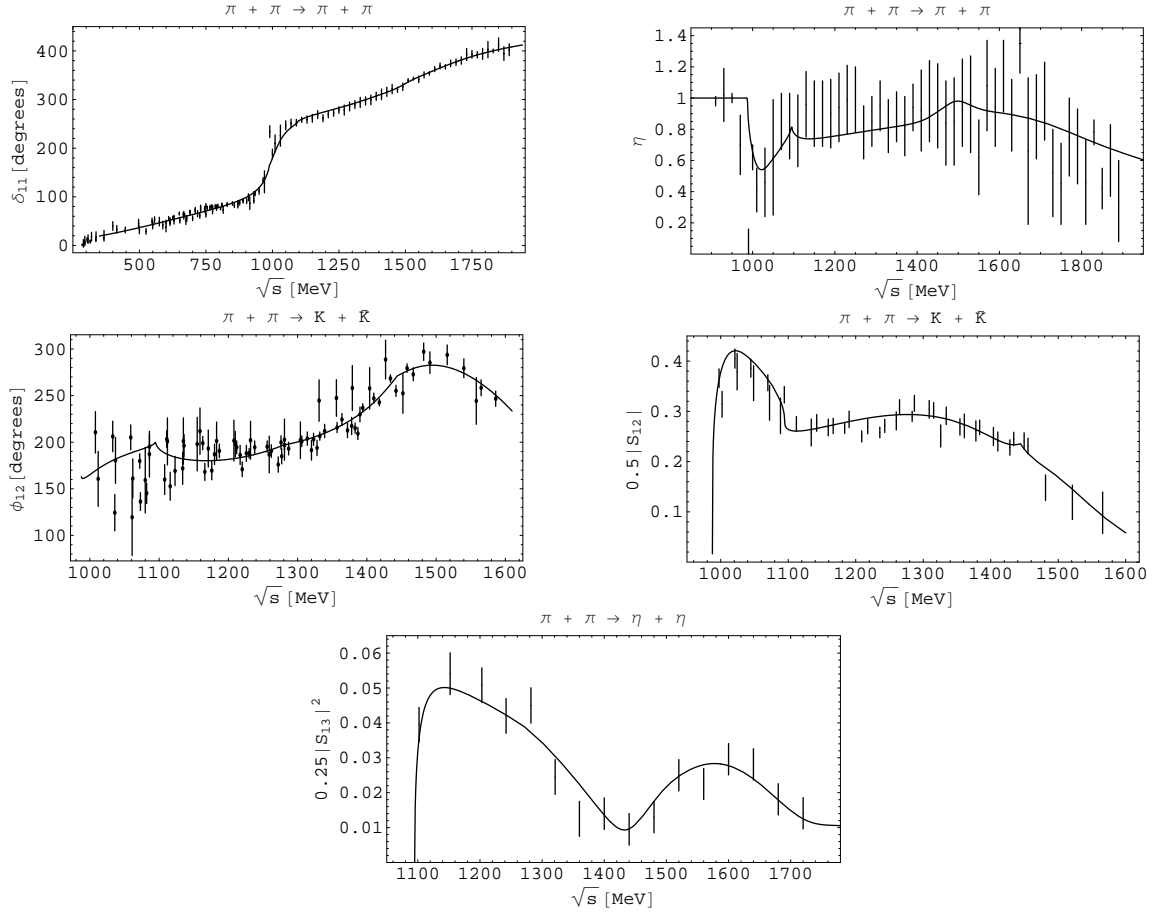 π + π → π + π
δ₁₁[degrees]
400
300
200
100
0
500 750 1000 1250 1500 1750
√s [MeV]
π + π → π + π
η
1.4
1.2
1
0.8
0.6
0.4
0.2
1000 1200 1400 1600 1800
√s [MeV]
π + π → K + K̄
ϕ₁₂[degrees]
300
250
200
150
100
1000 1100 1200 1300 1400 1500 1600
√s [MeV]
π + π → K + K̄
0.5|S₁₂|
0.4
0.3
0.2
0.1
1000 1100 1200 1300 1400 1500 1600
√s [MeV]
π + π → η + η
0.25|S₁₃|²
0.06
0.05
0.04
0.03
0.02
0.01
1100 1200 1300 1400 1500 1600 1700
√s [MeV]